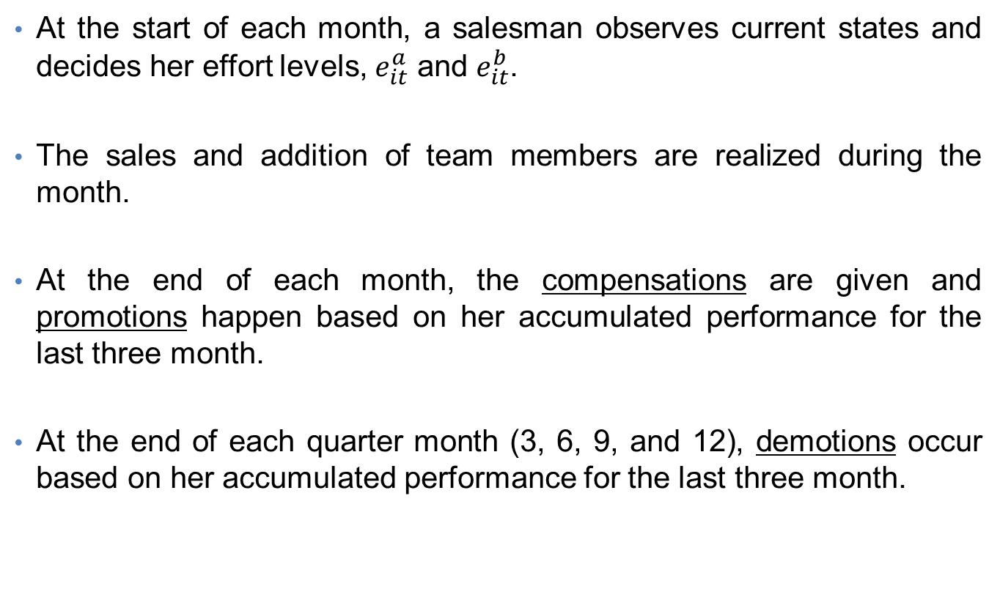 • At the start of each month, a salesman observes current states and
decides her effort levels, $e_{it}^{a}$ and $e_{it}^{b}$.
• The sales and addition of team members are realized during the
month.
• At the end of each month, the compensations are given and
promotions happen based on her accumulated performance for the
last three month.
• At the end of each quarter month (3, 6, 9, and 12), demotions occur
based on her accumulated performance for the last three month.